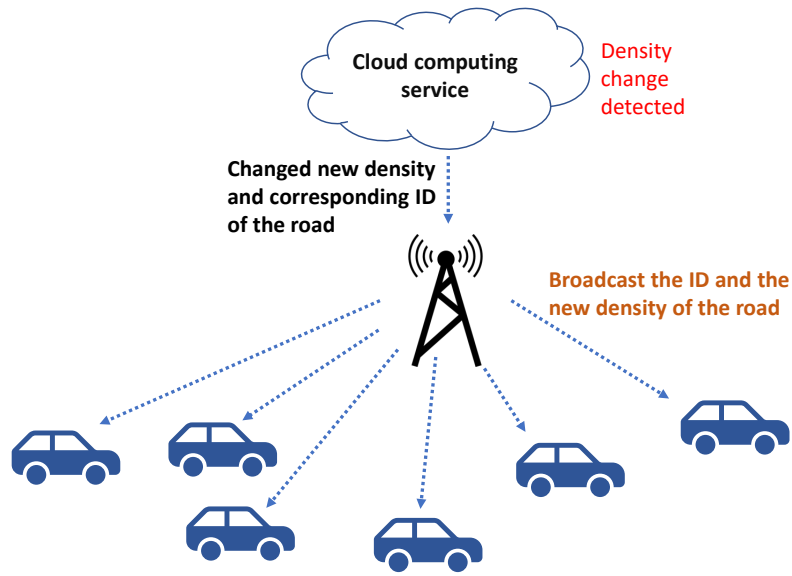 Cloud computing
service
Density
change
detected
Changed new density
and corresponding ID
of the road
Broadcast the ID and the
new density of the road